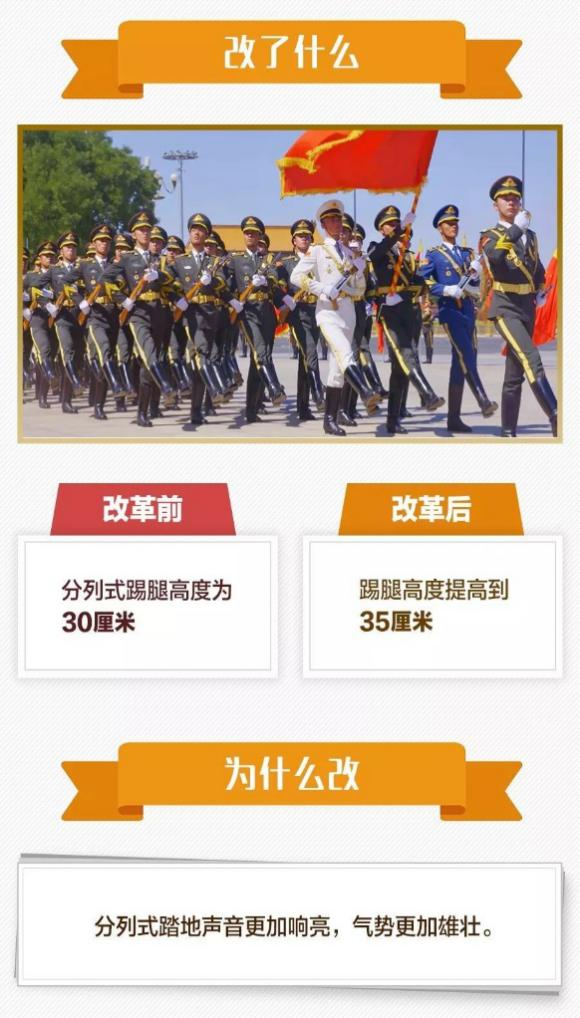 改了什么
改革前
分列式踢腿高度为
30厘米
改革后
踢腿高度提高到
35厘米
为什么改
分列式踏地声音更加响亮，气势更加雄壮。